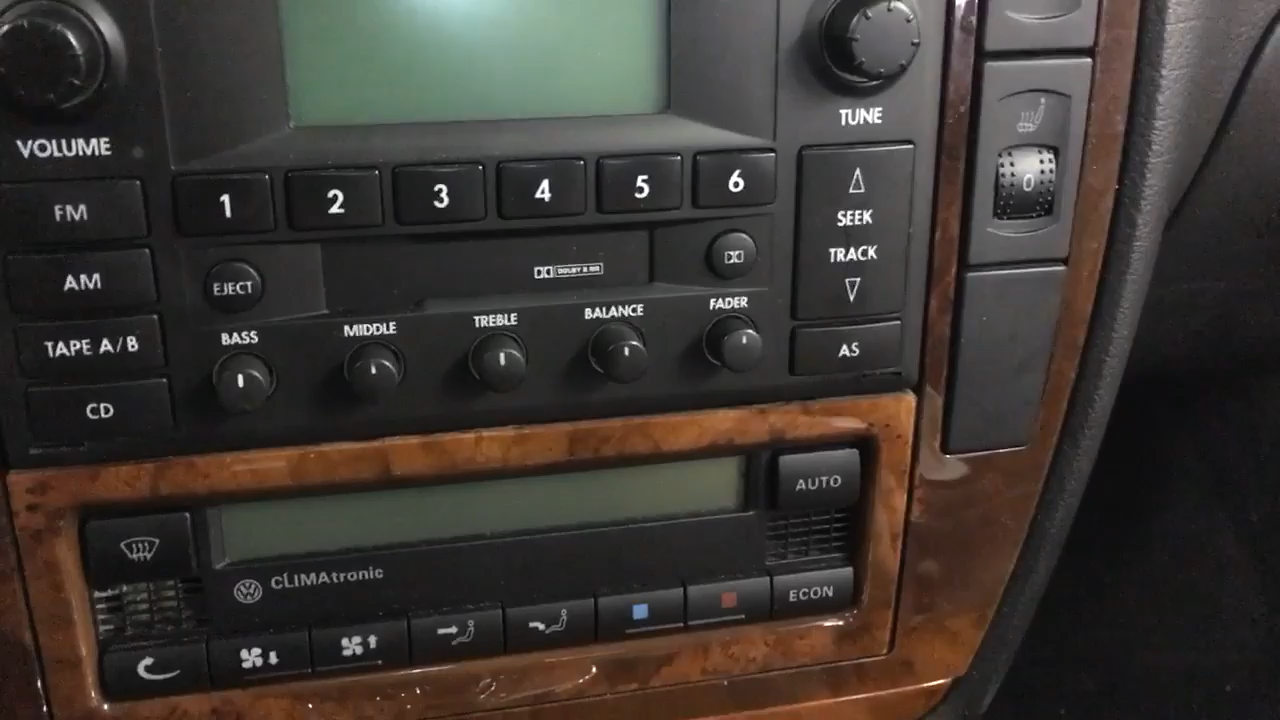 VOLUME
TUNE
FM
1 2 3 4 5 6
AM
SEEK
TRACK
EJECT
DOLBY B NR
0
TAPE A/B
BASS MIDDLE TREBLE BALANCE FADER
AS
CD
AUTO
CLIMAtronic
ECON